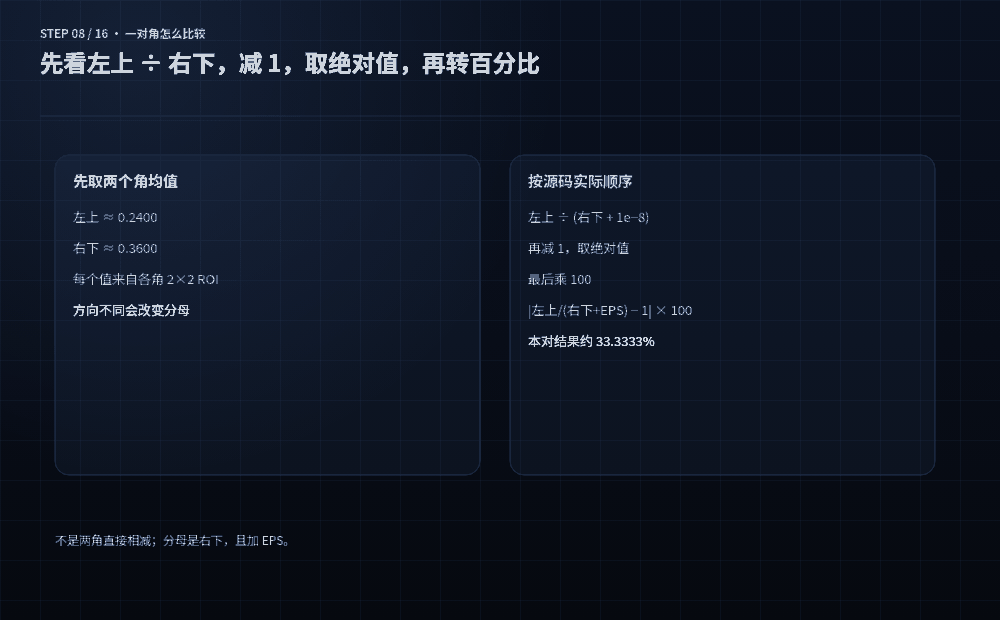 STEP 08 / 16 · 一对角怎么比较
先看左上 ÷ 右下，减 1，取绝对值，再转百分比
先取两个角均值
左上 ≈ 0.2400
右下 ≈ 0.3600
每个值来自各角 2×2 ROI
方向不同会改变分母
按源码实际顺序
左上 ÷ (右下 + 1e-8)
再减 1，取绝对值
最后乘 100
|左上/(右下+EPS) − 1| × 100
本对结果约 33.3333%
不是两角直接相减；分母是右下，且加 EPS。